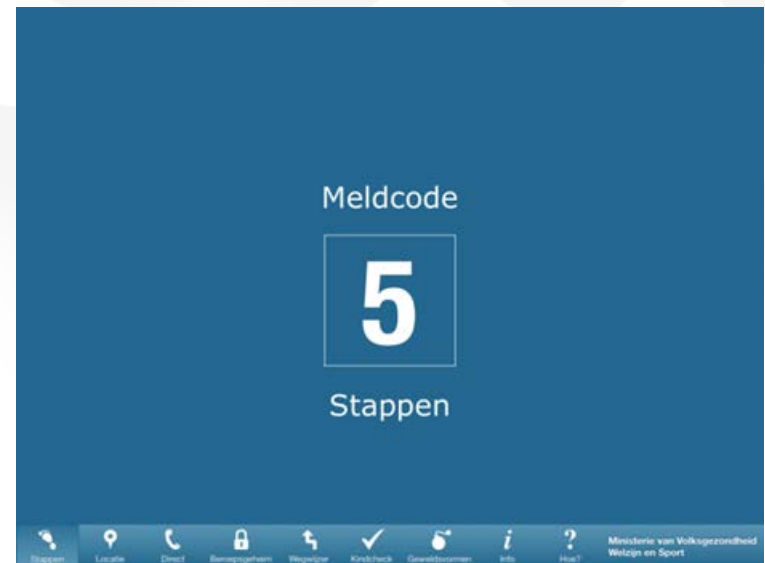 Meldcode
5
Stappen
Stappen
Locatie
Direct
Beroepsgeheim
Wegwijzer
Kindcheck
Geweldsvormen
Info
Hoe?
Ministerie van Volksgezondheid
Welzijn en Sport